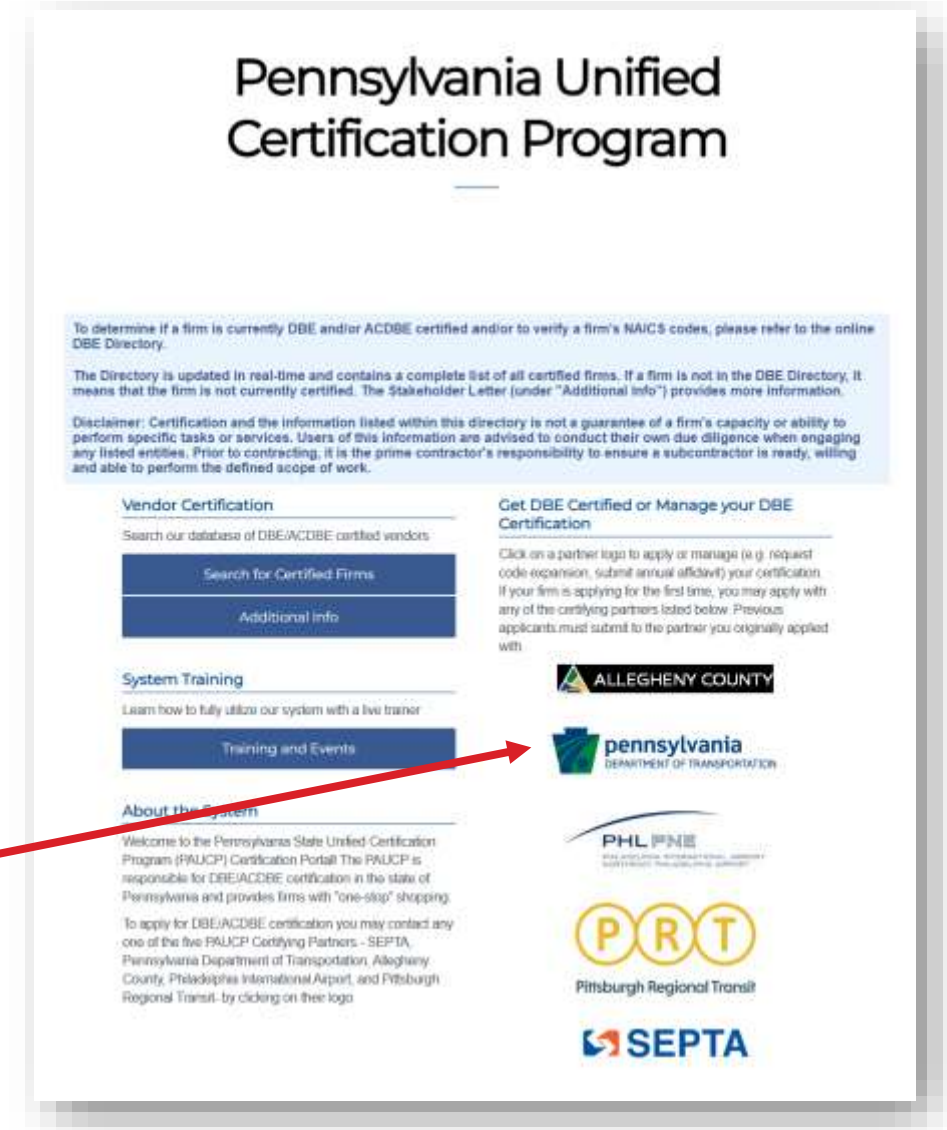 Pennsylvania Unified
Certification Program
To determine if a firm is currently DBE and/or ACDBE certified and/or to verify a firm's NAICS codes, please refer to the online
DBE Directory.
The Directory is updated in real-time and contains a complete list of all certified firms. If a firm is not in the DBE Directory, it
means that the firm is not currently certified. The Stakeholder Letter (under "Additional Info") provides more information.
Disclaimer: Certification and the information listed within this directory is not a guarantee of a firm's capacity or ability to
perform specific tasks or services. Users of this information are advised to conduct their own due diligence when engaging
any listed entities. Prior to contracting, it is the prime contractor's responsibility to ensure a subcontractor is ready, willing
and able to perform the defined scope of work.
Vendor Certification
Search our database of DBE/ACDBE certified vendors
Search for Certified Firms
Additional Info
System Training
Learn how to fully utilize our system with a live trainer
Training and Events
About the System
Welcome to the Pennsylvania State Unified Certification
Program (PAUCP) Certification Portal! The PAUCP is
responsible for DBE/ACDBE certification in the state of
Pennsylvania and provides firms with "one-stop" shopping.
To apply for DBE/ACDBE certification you may contact any
one of the five PAUCP Certifying Partners - SEPTA,
Pennsylvania Department of Transportation, Allegheny
County, Philadelphia International Airport, and Pittsburgh
Regional Transit- by clicking on their logo
Get DBE Certified or Manage your DBE
Certification
Click on a partner logo to apply or manage (e.g. request
code expansion, submit annual affidavit) your certification.
If your firm is applying for the first time, you may apply with
any of the certifying partners listed below. Previous
applicants must submit to the partner you originally applied
with.
ALLEGHENY COUNTY
pennsylvania
DEPARTMENT OF TRANSPORTATION
PHL PNE
PHILADELPHIA INTERNATIONAL AIRPORT
NORTHEAST PHILADELPHIA AIRPORT
PRT
Pittsburgh Regional Transit
SEPTA